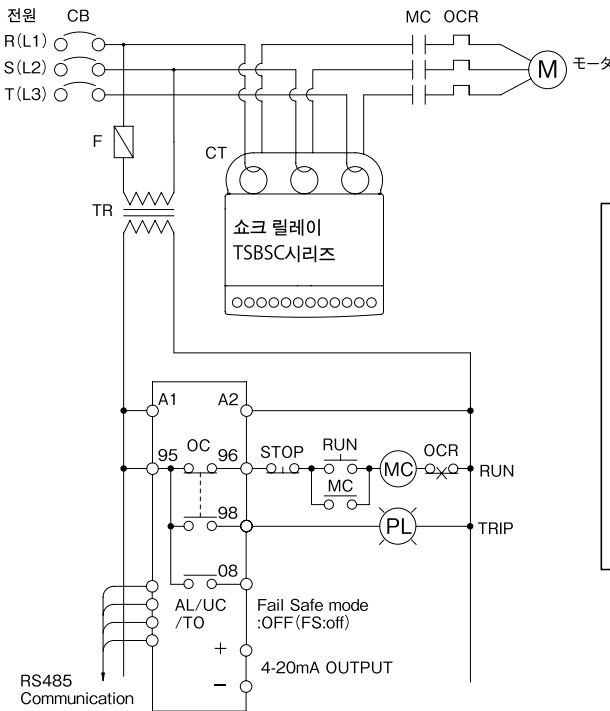 전원 CB
MC OCR
R(L1)
S(L2)
T(L3)
M モータ
F
CT
TR
쇼크 릴레이
TSBSC시리즈
A1 A2
95 OC 96 STOP RUN MC OCR RUN
MC
98 PL TRIP
08
AL/UC
/TO
Fail Safe mode
:OFF(FS:off)
+
4-20mA OUTPUT
−
RS485
Communication